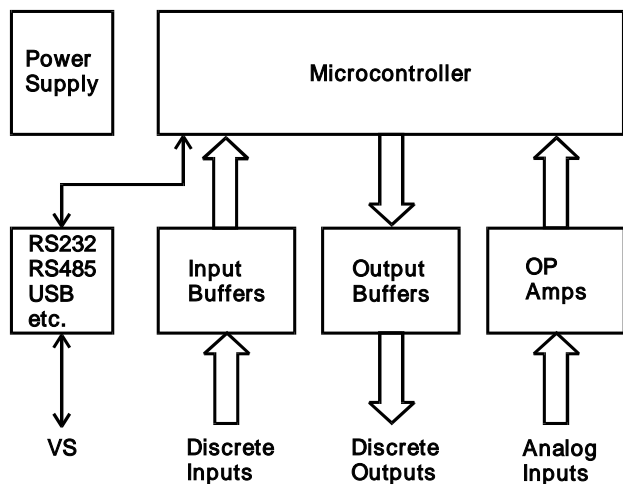 Power
Supply
Microcontroller
RS232
RS485
USB
etc.
Input
Buffers
Output
Buffers
OP
Amps
VS
Discrete
Inputs
Discrete
Outputs
Analog
Inputs